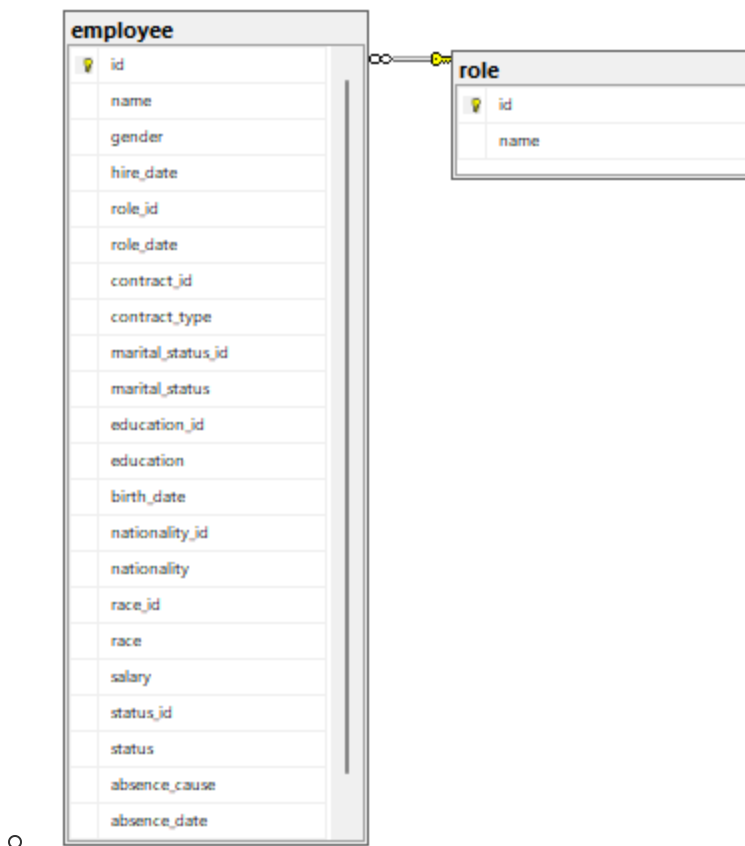 employee
id
name
gender
hire_date
role_id
role_date
contract_id
contract_type
marital_status_id
marital_status
education_id
education
birth_date
nationality_id
nationality
race_id
race
salary
status_id
status
absence_cause
absence_date
role
id
name